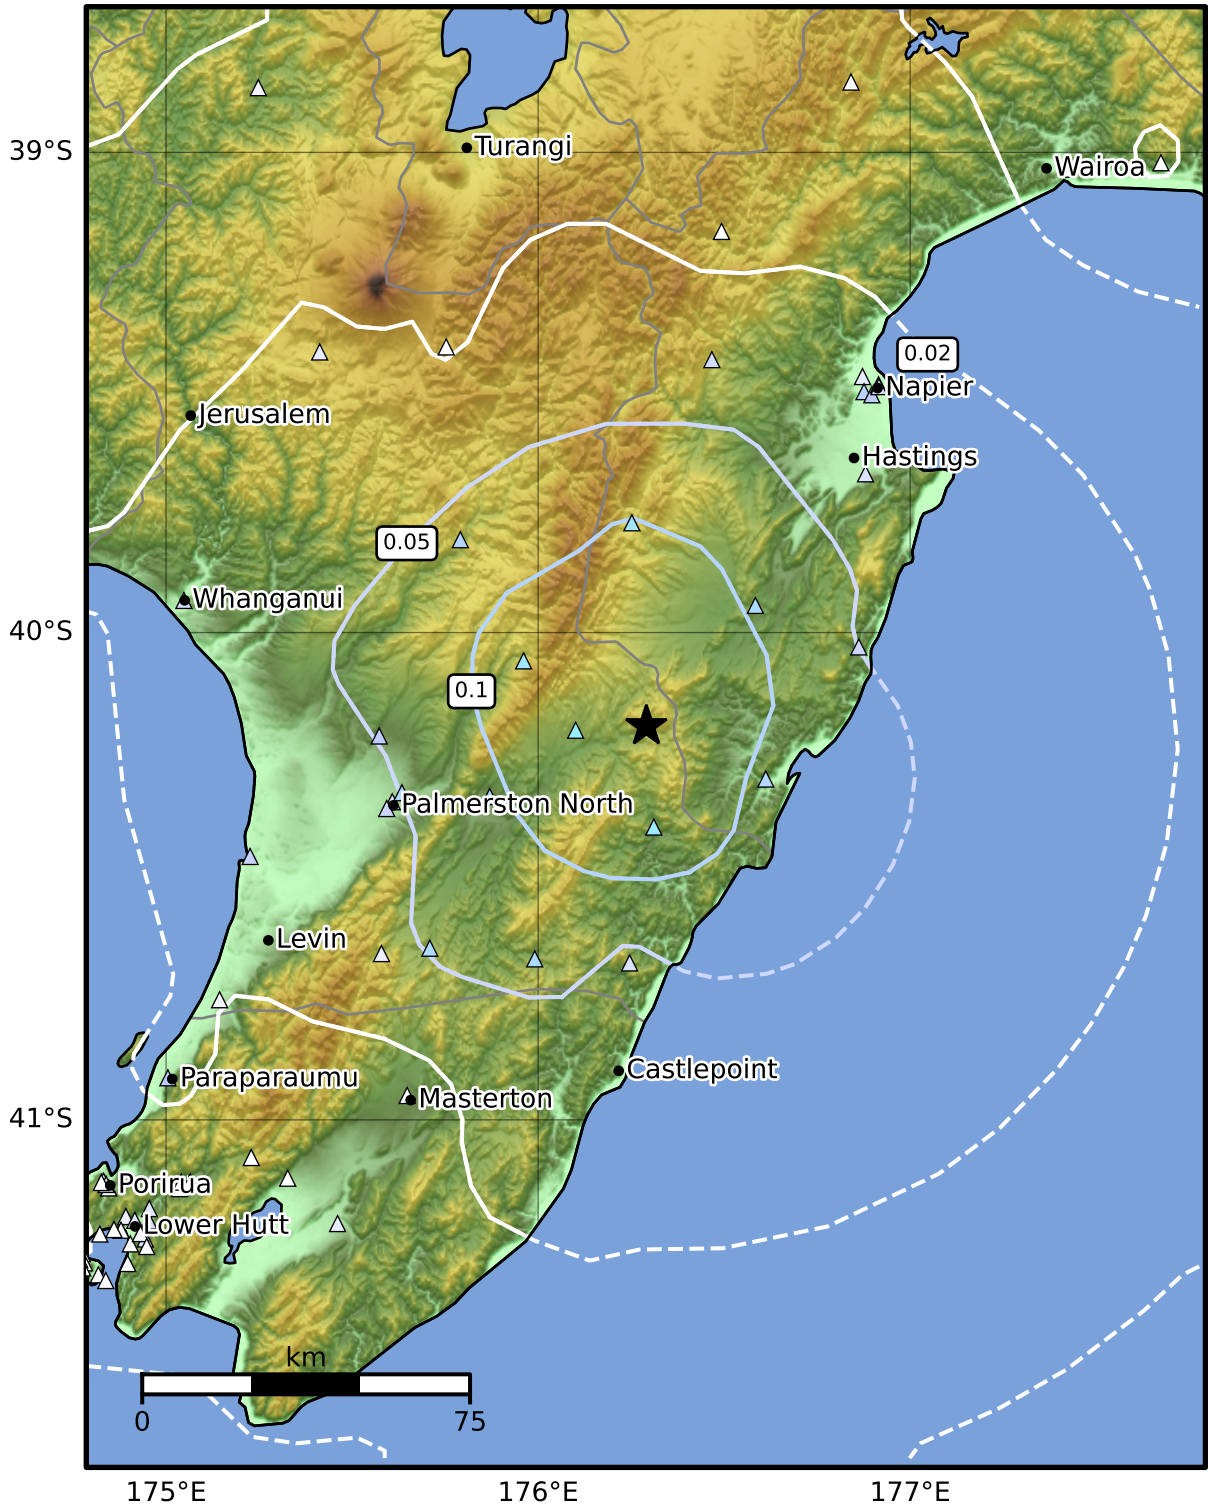 Turangi
39°S
Wairoa
0.02
Napier
Jerusalem
Hastings
0.05
Whanganui
40°S
0.1
Palmerston North
Levin
Castlepoint
Paraparaumu
Masterton
41°S
Porirua
Lower Hutt
km
0 75
175°E 176°E 177°E